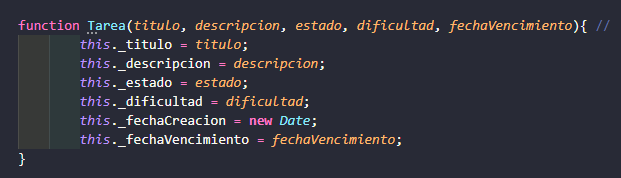 function Tarea(titulo, descripcion, estado, dificultad, fechaVencimiento){ //
this._titulo = titulo;
this._descripcion = descripcion;
this._estado = estado;
this._dificultad = dificultad;
this._fechaCreacion = new Date;
this._fechaVencimiento = fechaVencimiento;
}